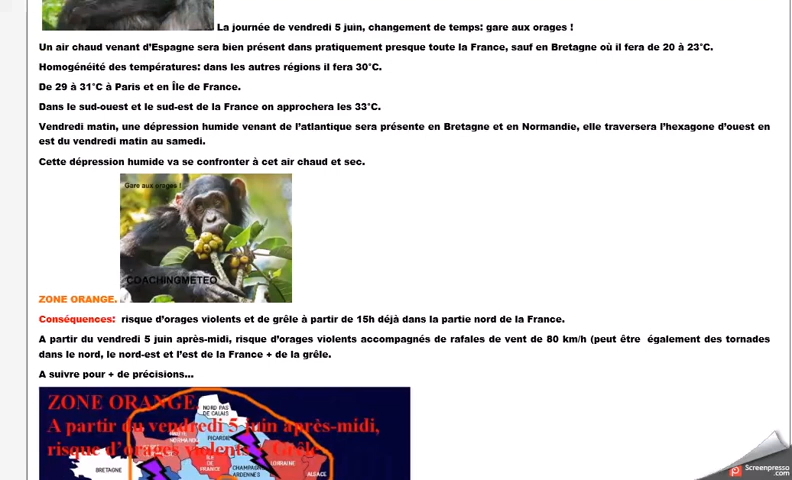 La journée de vendredi 5 juin, changement de temps: gare aux orages !
Un air chaud venant d'Espagne sera bien présent dans pratiquement presque toute la France, sauf en Bretagne où il fera de 20 à 23°C.
Homogénéité des températures: dans les autres régions il fera 30°C.
De 29 à 31°C à Paris et en Île de France.
Dans le sud-ouest et le sud-est de la France on approchera les 33°C.
Vendredi matin, une dépression humide venant de l'atlantique sera présente en Bretagne et en Normandie, elle traversera l'hexagone d'ouest en
est du vendredi matin au samedi.
Cette dépression humide va se confronter à cet air chaud et sec.
Gare aux orages !
COACHINGMETEO
ZONE ORANGE.
Conséquences: risque d'orages violents et de grêle à partir de 15h déjà dans la partie nord de la France.
A partir du vendredi 5 juin après-midi, risque d'orages violents accompagnés de rafales de vent de 80 km/h (peut être également des tornades
dans le nord, le nord-est et l'est de la France + de la grêle.
A suivre pour + de précisions...
ZONE ORANGE.
NORD PAS
DE CALAIS
A partir du vendredi 5 juin après-midi,
PICARDIE
NORMANDIE
risque d'orages violents + Grêle.
ILE
DE
FRANCE
BRETAGNE
CHAMPAGNE
ARDENNES
LORRAINE
ALSACE
Screenpresso
.com